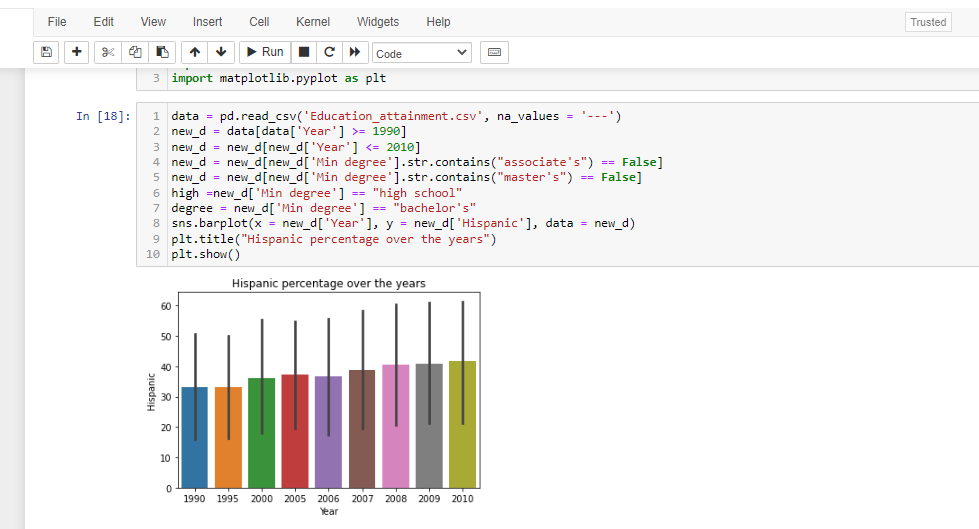 File Edit View Insert Cell Kernel Widgets Help Trusted
Run Code
3 import matplotlib.pyplot as plt
In [18]:
1 data = pd.read_csv('Education_attainment.csv', na_values = '---')
2 new_d = data[data['Year'] >= 1990]
3 new_d = new_d[new_d['Year'] <= 2010]
4 new_d = new_d[new_d['Min degree'].str.contains("associate's") == False]
5 new_d = new_d[new_d['Min degree'].str.contains("master's") == False]
6 high =new_d['Min degree'] == "high school"
7 degree = new_d['Min degree'] == "bachelor's"
8 sns.barplot(x = new_d['Year'], y = new_d['Hispanic'], data = new_d)
9 plt.title("Hispanic percentage over the years")
10 plt.show()
Hispanic percentage over the years
60
50
40
30
20
10
0
Hispanic
1990 1995 2000 2005 2006 2007 2008 2009 2010
Year